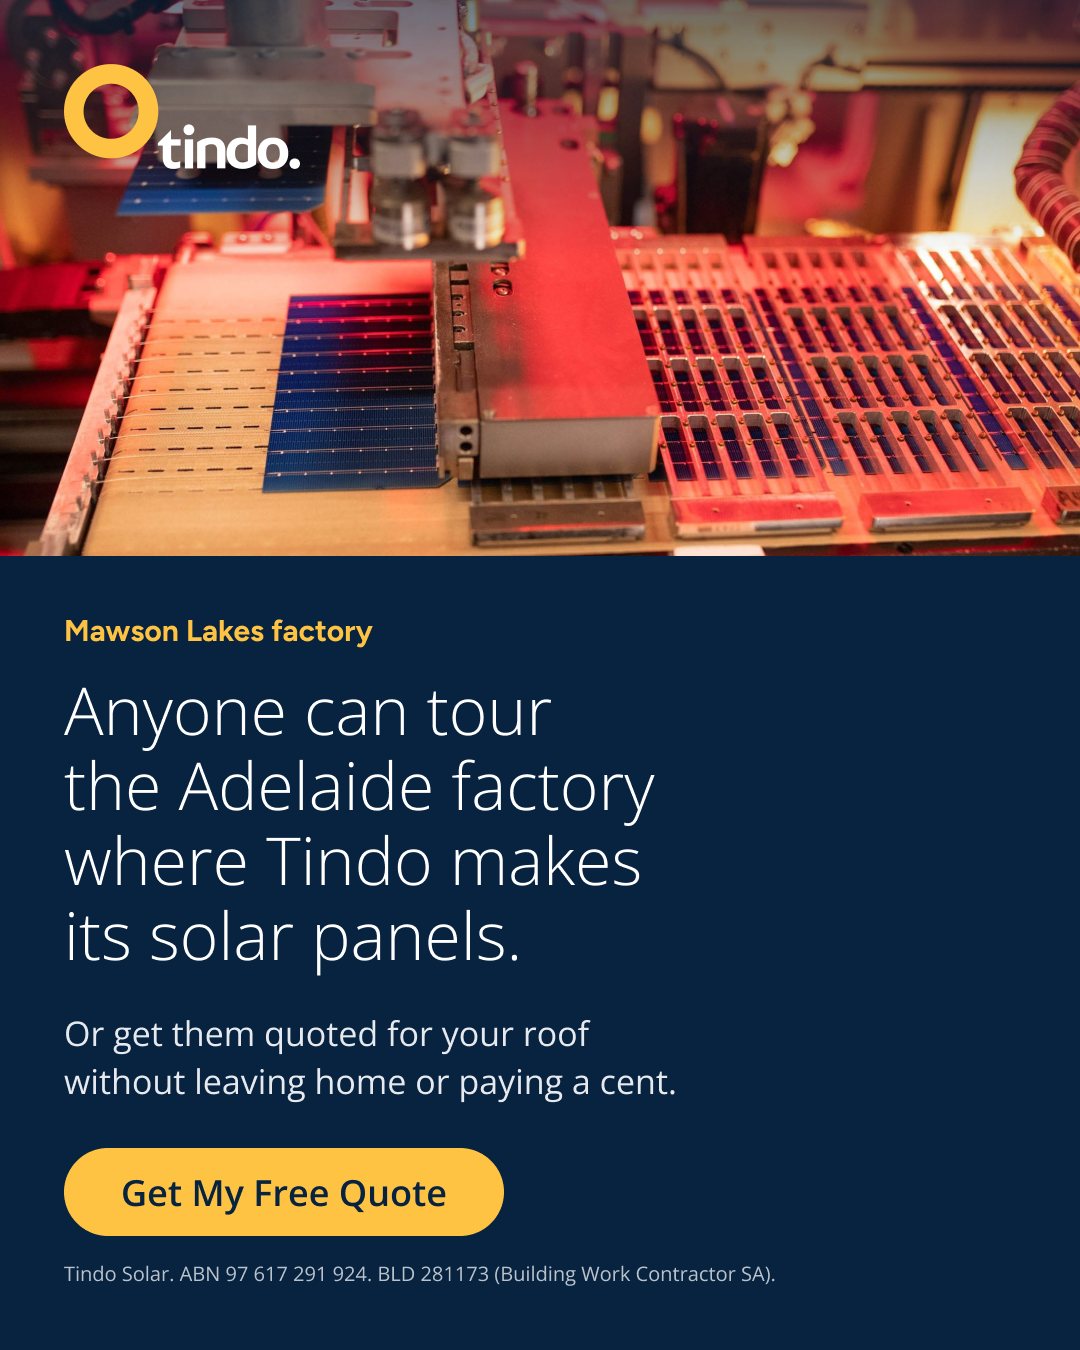 tindo.
Mawson Lakes factory
Anyone can tour
the Adelaide factory
where Tindo makes
its solar panels.
Or get them quoted for your roof
without leaving home or paying a cent.
Get My Free Quote
Tindo Solar. ABN 97 617 291 924. BLD 281173 (Building Work Contractor SA).